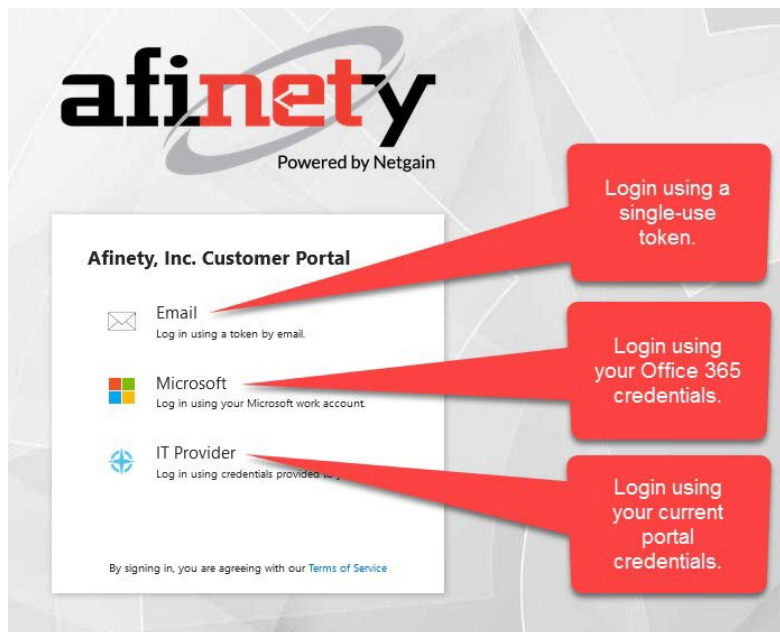 afinety
Powered by Netgain
Afinety, Inc. Customer Portal
Email
Log in using a token by email.
Microsoft
Log in using your Microsoft work account.
IT Provider
Log in using credentials provided to
By signing in, you are agreeing with our Terms of Service
Login using a
single-use
token.
Login using
your Office 365
credentials.
Login using
your current
portal
credentials.